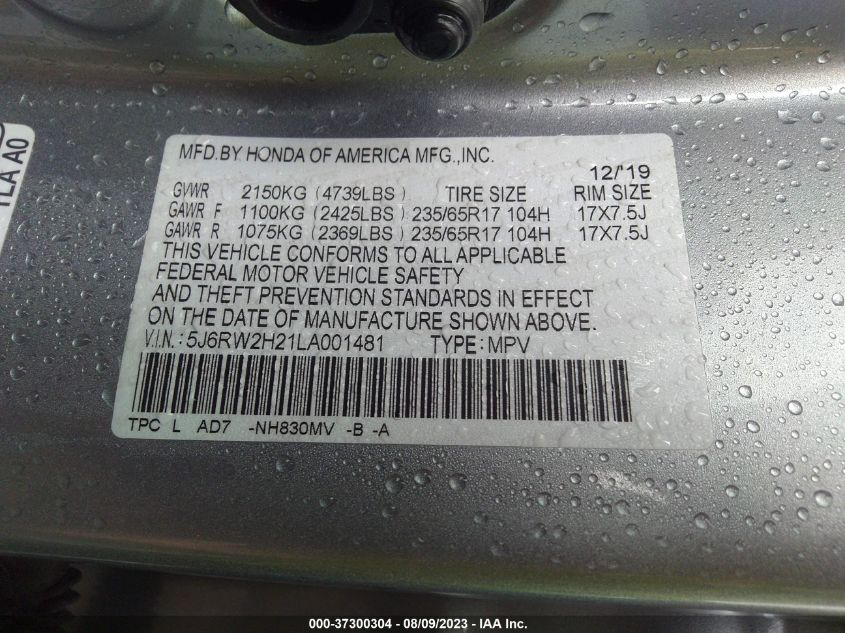 TLA A0
MFD.BY HONDA OF AMERICA MFG.,INC.
12/'19
GVWR 2150KG (4739LBS) TIRE SIZE RIM SIZE
GAWR F 1100KG (2425LBS) 235/65R17 104H 17X7.5J
GAWR R 1075KG (2369LBS) 235/65R17 104H 17X7.5J
THIS VEHICLE CONFORMS TO ALL APPLICABLE
FEDERAL MOTOR VEHICLE SAFETY
AND THEFT PREVENTION STANDARDS IN EFFECT
ON THE DATE OF MANUFACTURE SHOWN ABOVE.
V.I.N.: 5J6RW2H21LA001481 TYPE: MPV
TPC L AD7 -NH830MV -B -A
000-37300304 - 08/09/2023 - IAA Inc.